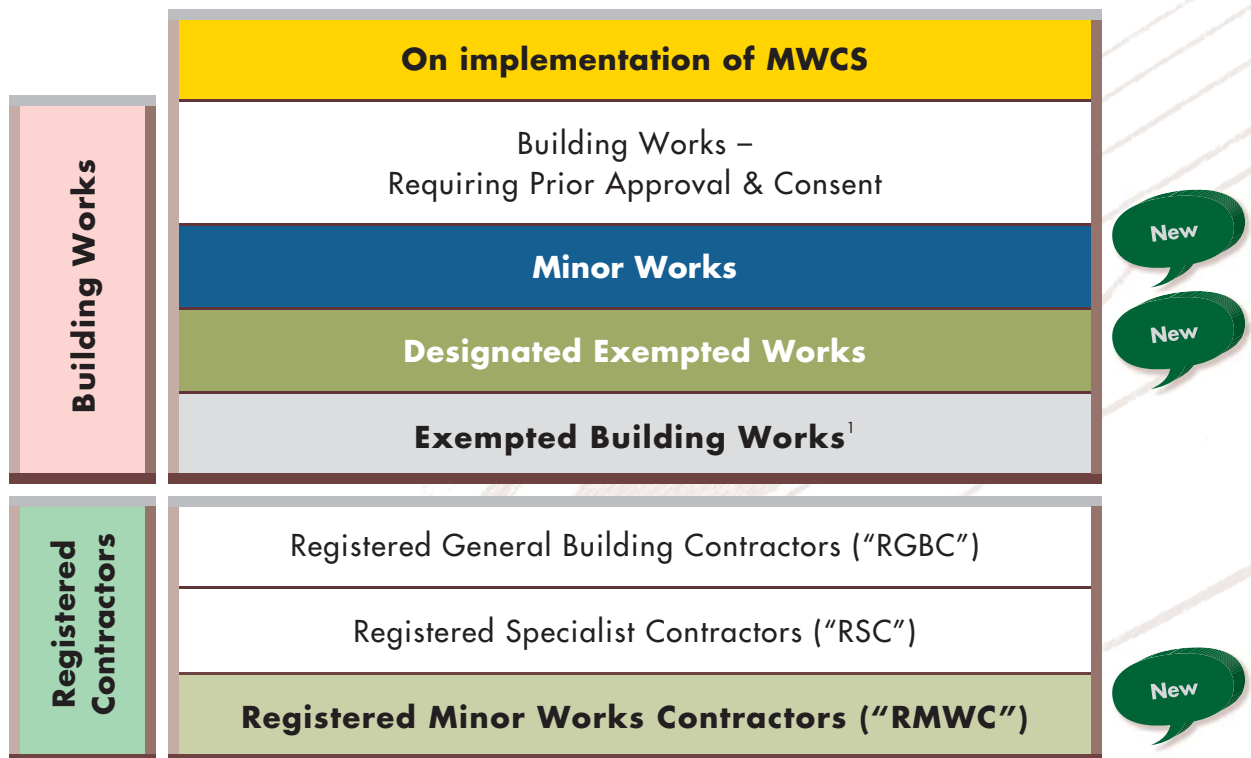 On implementation of MWCS
Building Works
Building Works –
Requiring Prior Approval & Consent
New
Minor Works
New
Designated Exempted Works
Exempted Building Works¹
Registered
Contractors
Registered General Building Contractors (“RGBC”)
Registered Specialist Contractors (“RSC”)
Registered Minor Works Contractors (“RMWC”)
New